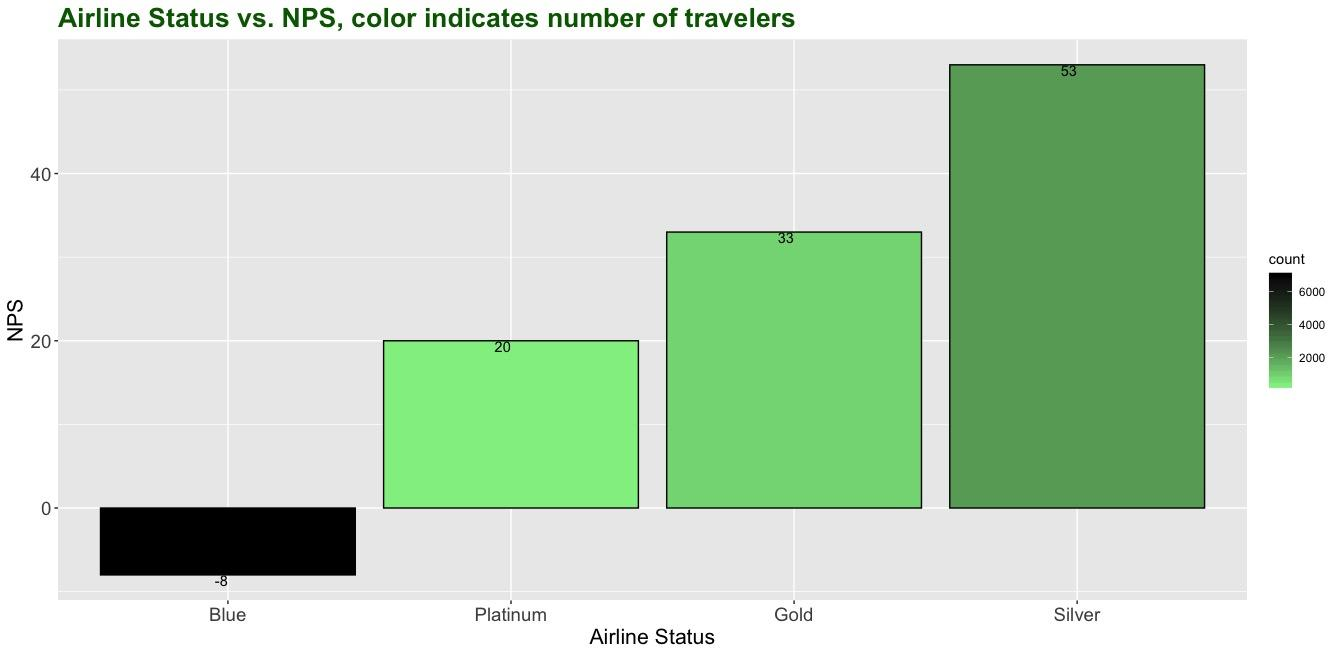 Airline Status vs. NPS, color indicates number of travelers
53
40
33
count
6000
NPS
4000
20
20
2000
0
-8
Blue Platinum Gold Silver
Airline Status